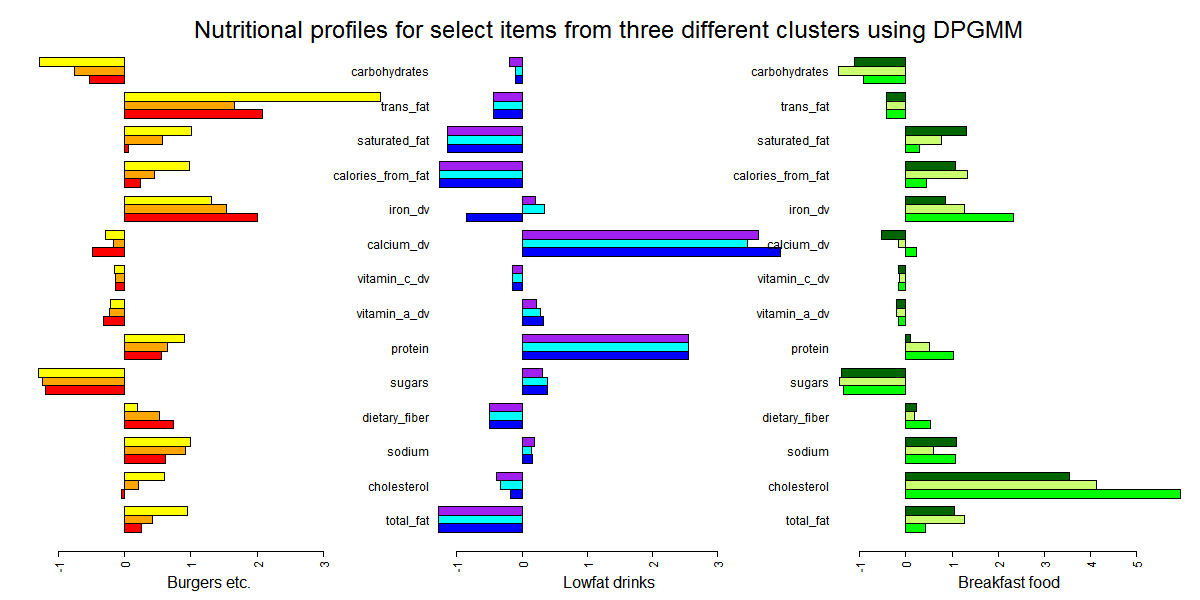 Nutritional profiles for select items from three different clusters using DPGMM
carbohydrates
trans_fat
saturated_fat
calories_from_fat
iron_dv
calcium_dv
vitamin_c_dv
vitamin_a_dv
protein
sugars
dietary_fiber
sodium
cholesterol
total_fat
carbohydrates
trans_fat
saturated_fat
calories_from_fat
iron_dv
calcium_dv
vitamin_c_dv
vitamin_a_dv
protein
sugars
dietary_fiber
sodium
cholesterol
total_fat
-1 0 1 2 3
Burgers etc.
-1 0 1 2 3
Lowfat drinks
-1 0 1 2 3 4 5
Breakfast food